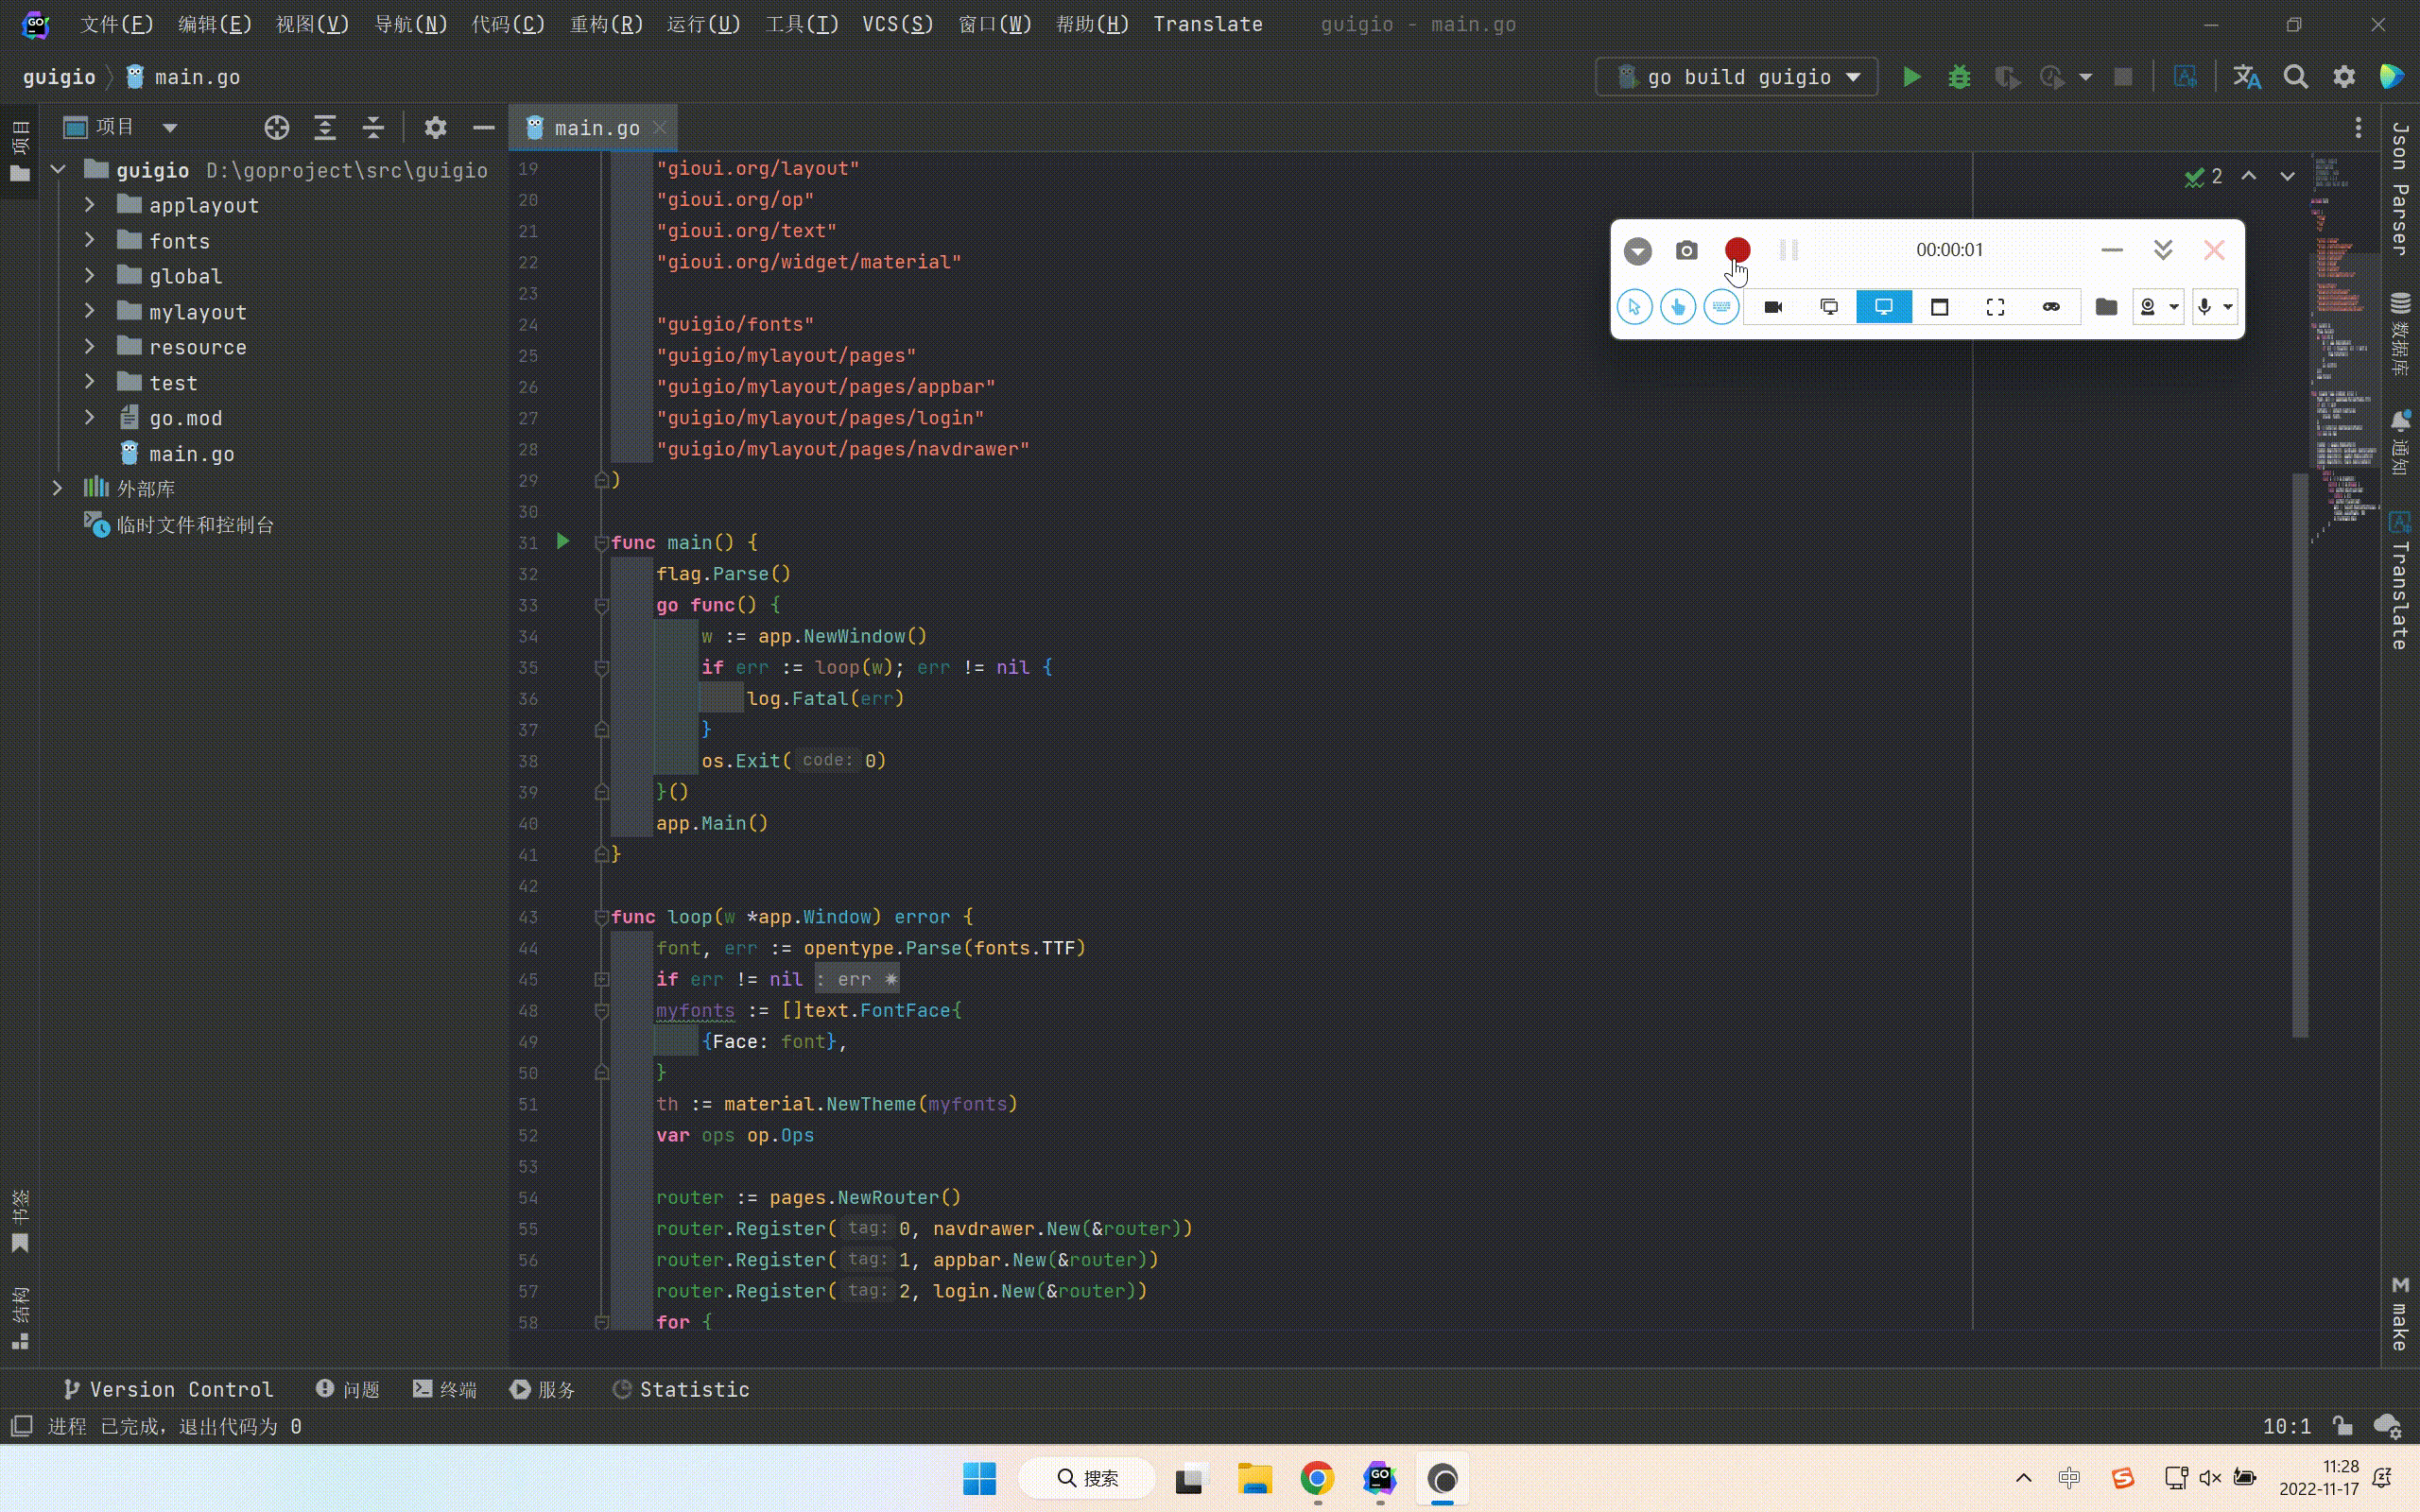 文件(F) 编辑(E) 视图(V) 导航(N) 代码(C) 重构(R) 运行(U) 工具(T) VCS(S) 窗口(W) 帮助(H) Translate guigio - main.go
guigio main.go go build guigio
项目 main.go
项目
guigio D:\goproject\src\guigio
applayout
fonts
global
mylayout
resource
test
go.mod
main.go
外部库
临时文件和控制台
书签
结构
19 "gioui.org/layout"
20 "gioui.org/op"
21 "gioui.org/text"
22 "gioui.org/widget/material"
23
24 "guigio/fonts"
25 "guigio/mylayout/pages"
26 "guigio/mylayout/pages/appbar"
27 "guigio/mylayout/pages/login"
28 "guigio/mylayout/pages/navdrawer"
29 )
30
31 func main() {
32 flag.Parse()
33 go func() {
34 w := app.NewWindow()
35 if err := loop(w); err != nil {
36 log.Fatal(err)
37 }
38 os.Exit( code: 0)
39 }()
40 app.Main()
41 }
42
43 func loop(w *app.Window) error {
44 font, err := opentype.Parse(fonts.TTF)
45 if err != nil : err
48 myfonts := []text.FontFace{
49 {Face: font},
50 }
51 th := material.NewTheme(myfonts)
52 var ops op.Ops
53
54 router := pages.NewRouter()
55 router.Register( tag: 0, navdrawer.New(&router))
56 router.Register( tag: 1, appbar.New(&router))
57 router.Register( tag: 2, login.New(&router))
58 for {
2
00:00:01
Json Parser
数据库
通知
Translate
make
Version Control 问题 终端 服务 Statistic
进程 已完成，退出代码为 0 10:1
搜索 中 11:28
2022-11-17